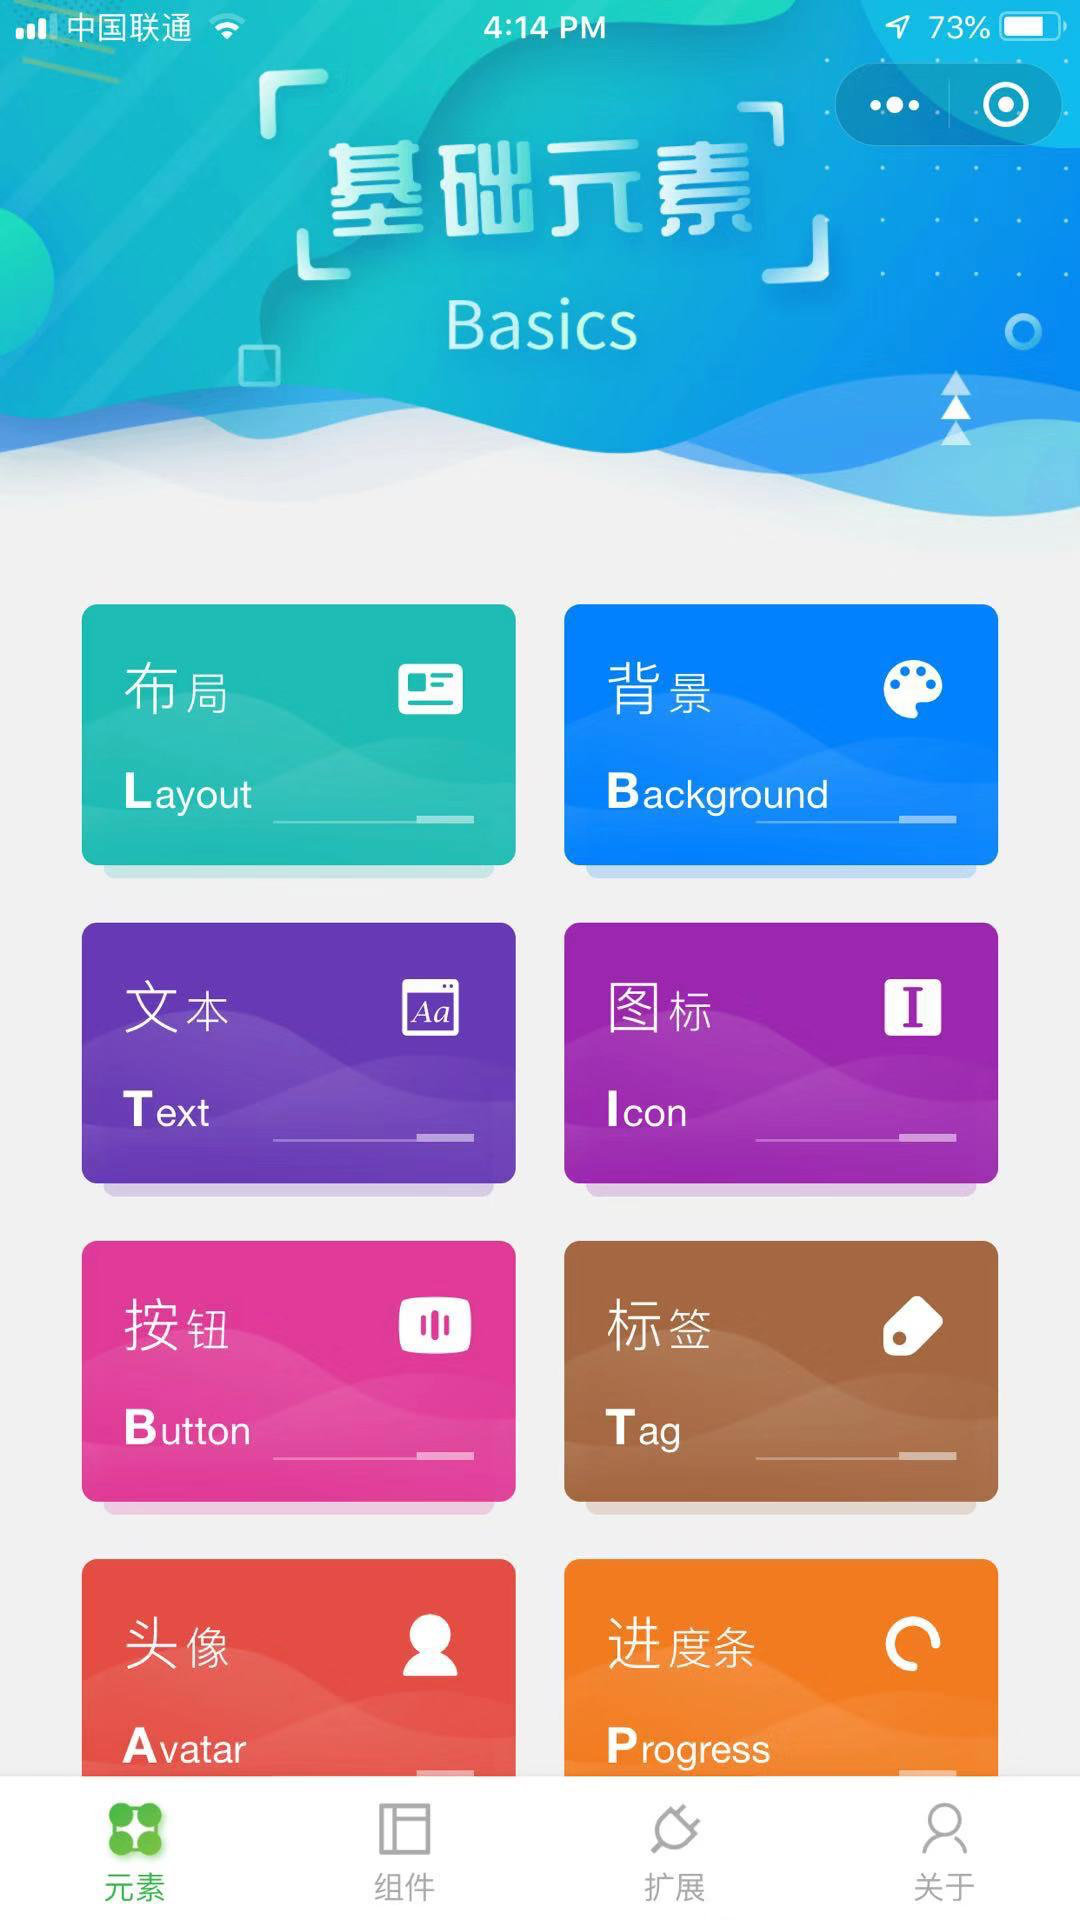 中国联通
4:14 PM
73%
基础元素
Basics
布局
Layout
背景
Background
文本
Aa
Text
图标
I
Icon
按钮
Button
标签
Tag
头像
Avatar
进度条
Progress
元素
组件
扩展
关于